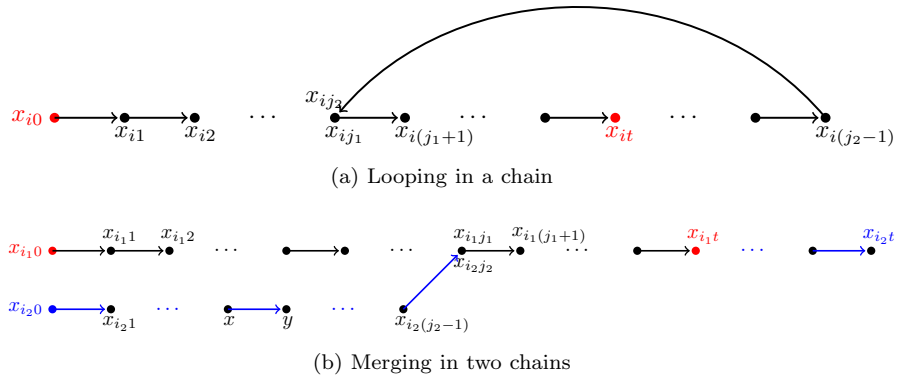 x_{ij_2}
x_{i0} x_{i1} x_{i2} ... x_{ij_1} x_{i(j_1+1)} ... x_{it} ... x_{i(j_2-1)}
(a) Looping in a chain
x_{i_1 0} x_{i_1 1} x_{i_1 2} ... ... x_{i_1 j_1} x_{i_1(j_1+1)} ... x_{i_1 t} ... x_{i_2 t}
x_{i_2 j_2}
x_{i_2 0} x_{i_2 1} ... x y ... x_{i_2(j_2-1)}
(b) Merging in two chains